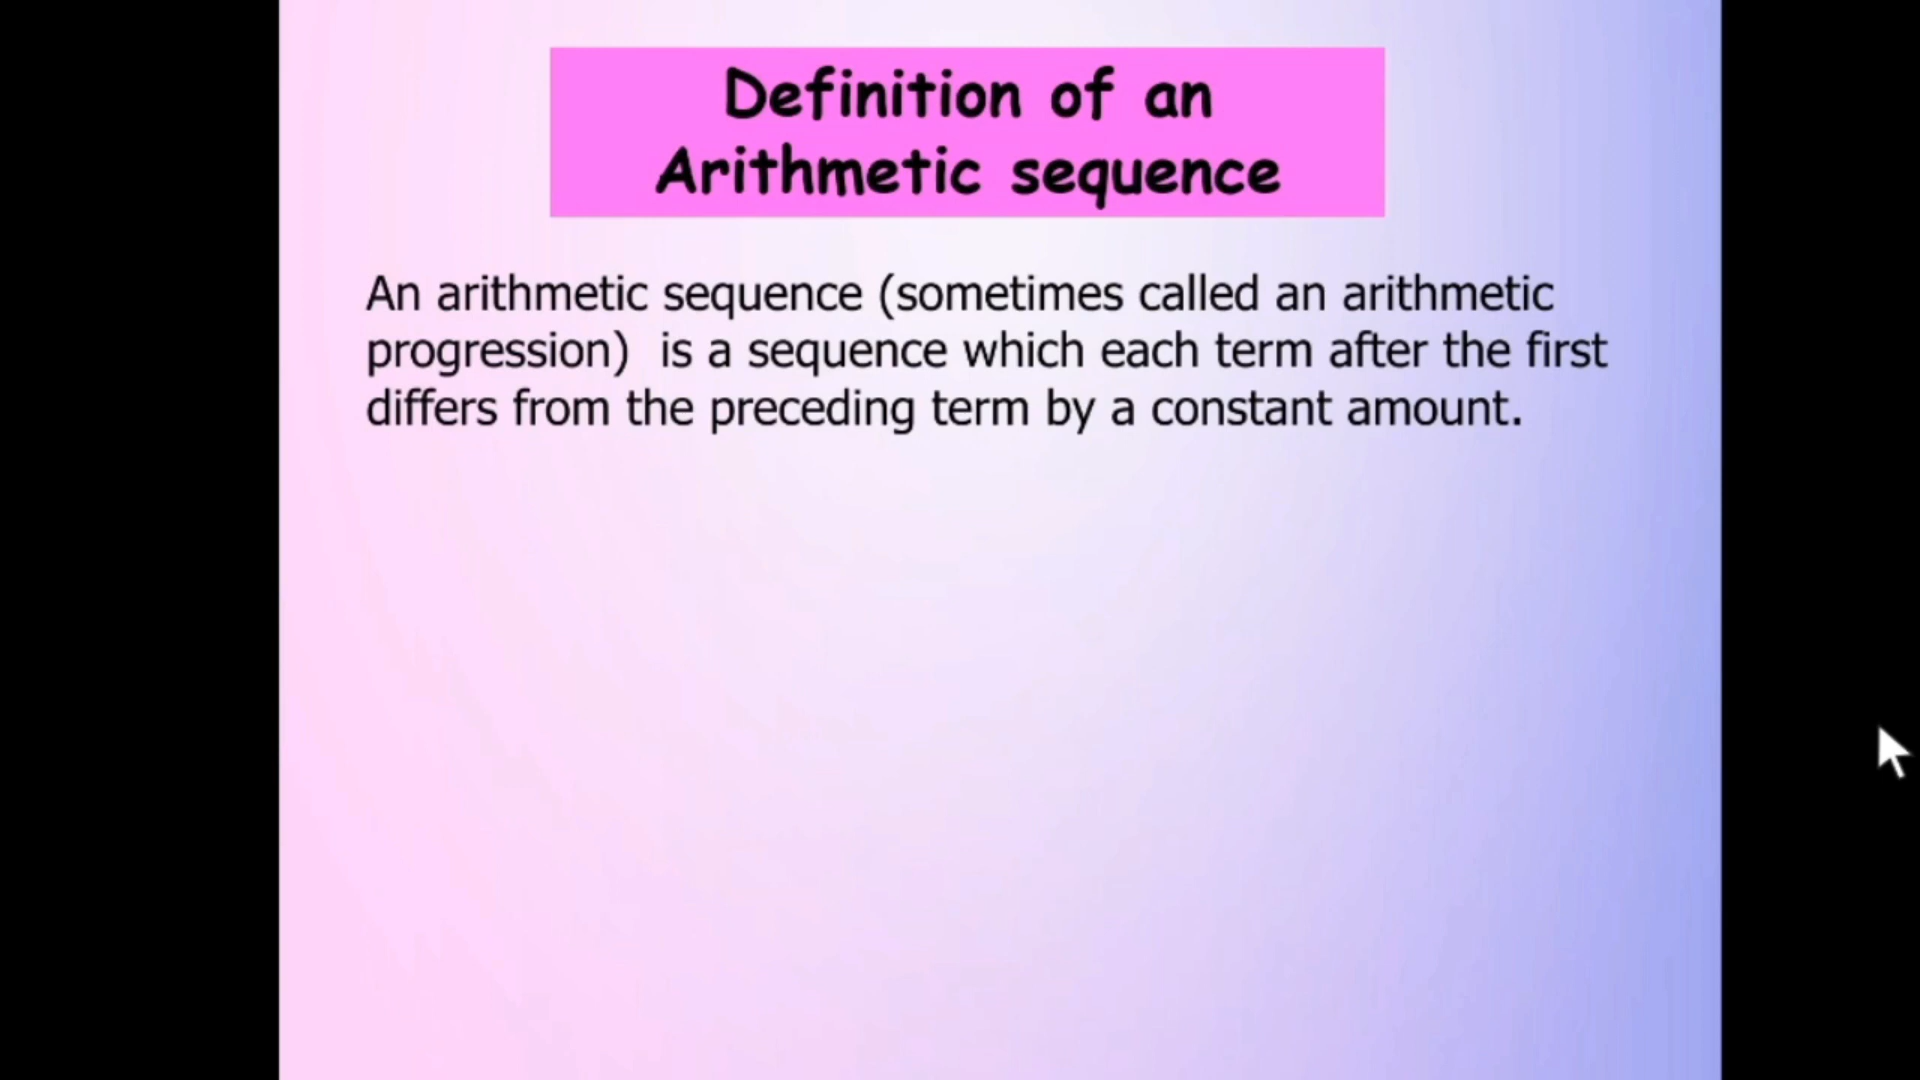 Definition of an
Arithmetic sequence
An arithmetic sequence (sometimes called an arithmetic
progression)  is a sequence which each term after the first
differs from the preceding term by a constant amount.